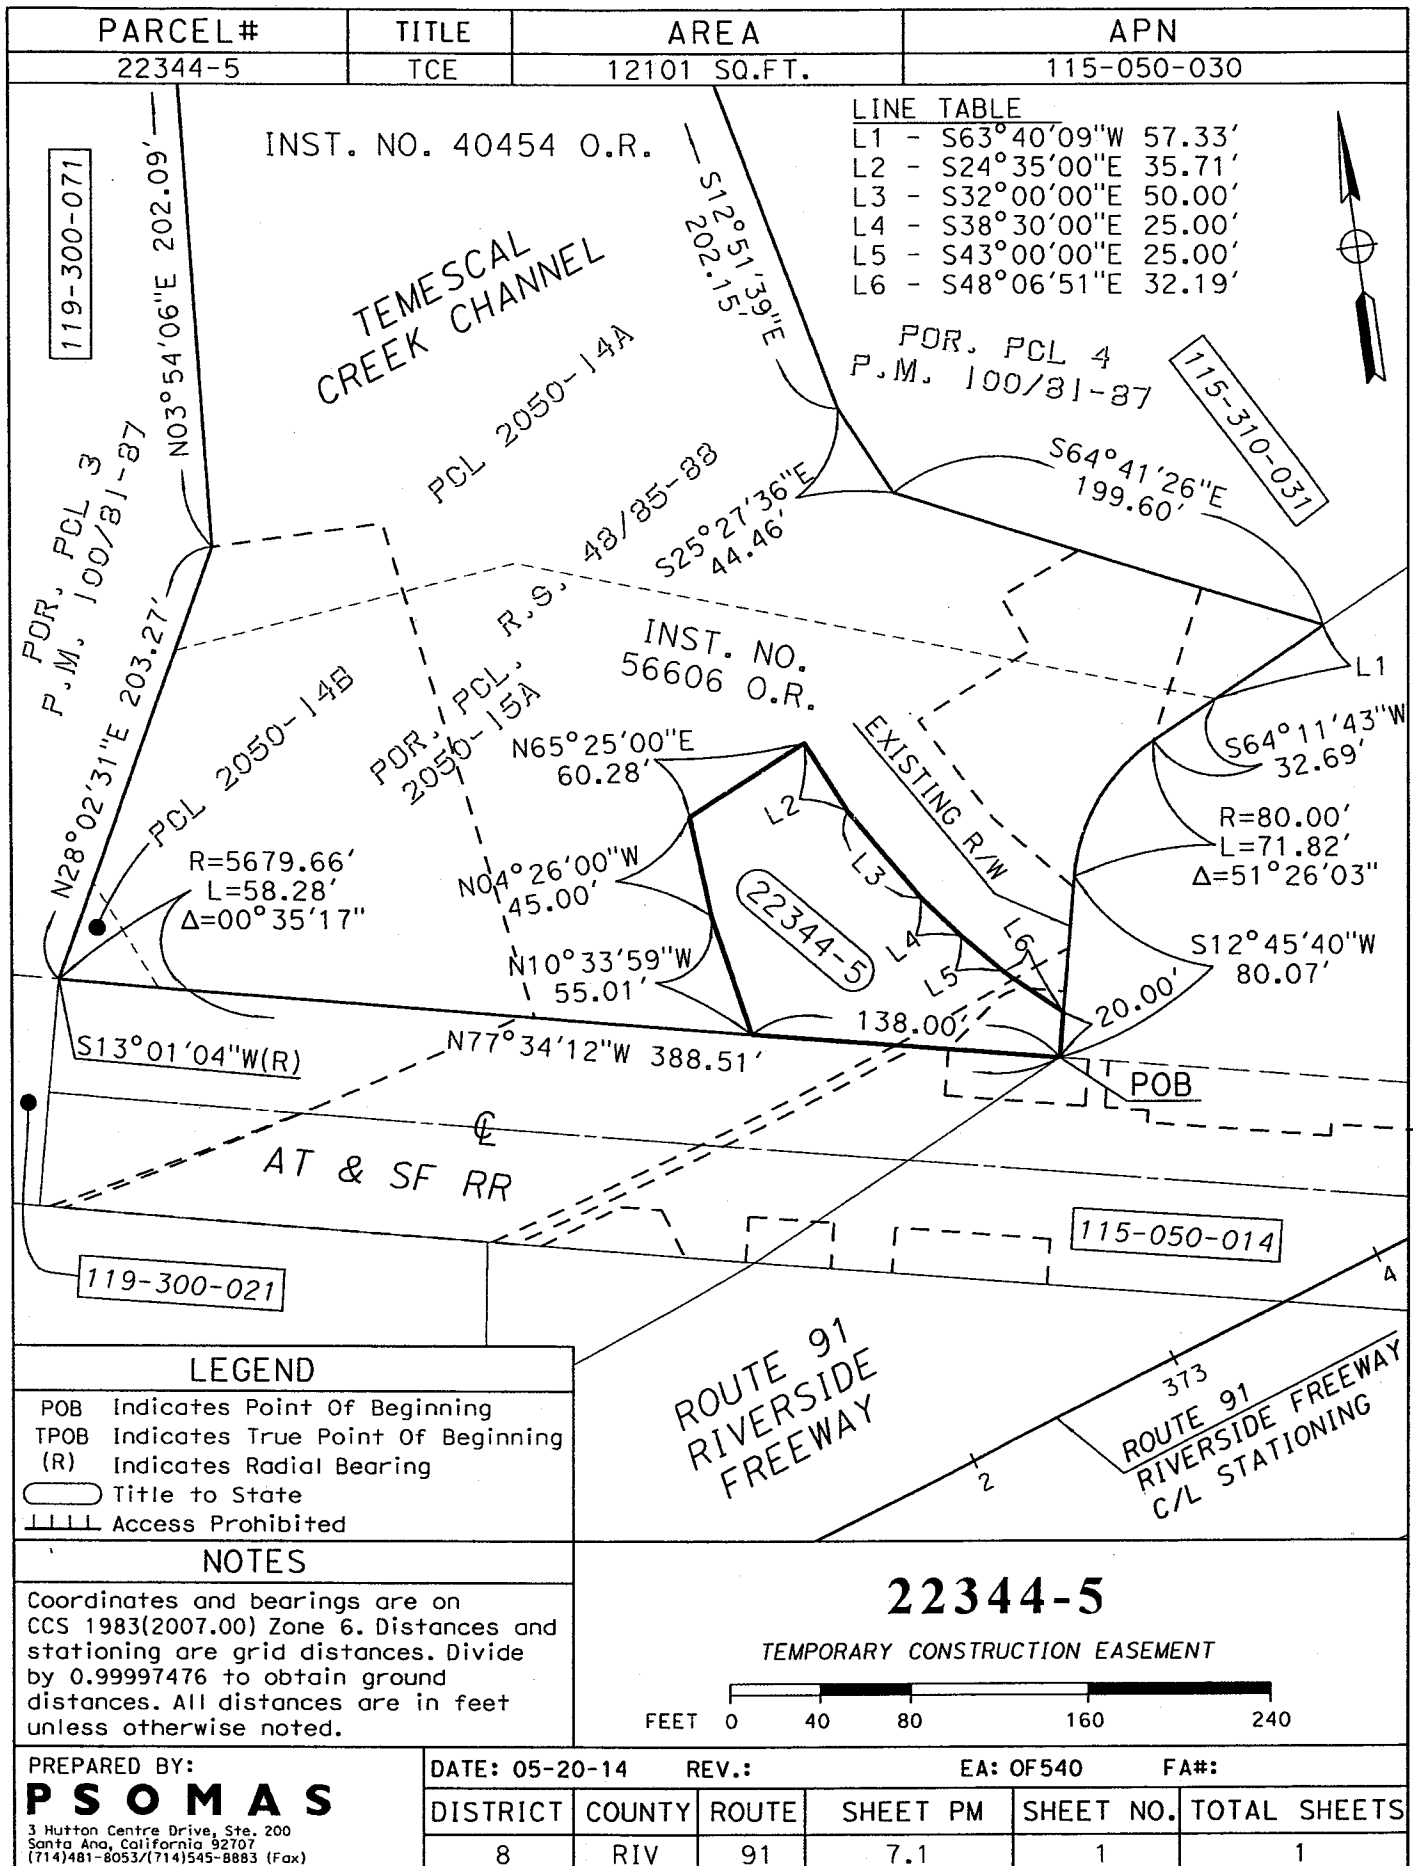 PARCEL# TITLE AREA APN
22344-5 TCE 12101 SQ.FT. 115-050-030
LINE TABLE
L1 - S63°40'09"W 57.33'
L2 - S24°35'00"E 35.71'
L3 - S32°00'00"E 50.00'
L4 - S38°30'00"E 25.00'
L5 - S43°00'00"E 25.00'
L6 - S48°06'51"E 32.19'
INST. NO. 40454 O.R.
119-300-071
N03°54'06"E 202.09'
S12°51'39"E
202.15'
TEMESCAL
CREEK CHANNEL
PCL 2050-14A
POR. PCL 4
P.M. 100/81-87
115-310-031
POR. PCL 3
P.M. 100/81-87
R.S. 48/85-88
S25°27'36"E
44.46'
S64°41'26"E
199.60'
N28°02'31"E 203.27'
INST. NO.
56606 O.R.
L1
PCL 2050-14B
POR. PCL.
2050-15A
N65°25'00"E
60.28'
EXISTING R/W
S64°11'43"W
32.69'
L2
R=80.00'
L=71.82'
Δ=51°26'03"
R=5679.66'
L=58.28'
Δ=00°35'17"
N04°26'00"W
45.00'
L3
22344-5
L4
L5
L6
S12°45'40"W
80.07'
N10°33'59"W
55.01'
138.00'
20.00'
S13°01'04"W(R)
N77°34'12"W 388.51'
POB
℄
AT & SF RR
115-050-014
119-300-021
4
373
2
ROUTE 91
RIVERSIDE
FREEWAY
ROUTE 91
RIVERSIDE FREEWAY
C/L STATIONING
LEGEND
POB Indicates Point Of Beginning
TPOB Indicates True Point Of Beginning
(R) Indicates Radial Bearing
Title to State
Access Prohibited
NOTES
Coordinates and bearings are on
CCS 1983(2007.00) Zone 6. Distances and
stationing are grid distances. Divide
by 0.99997476 to obtain ground
distances. All distances are in feet
unless otherwise noted.
22344-5
TEMPORARY CONSTRUCTION EASEMENT
FEET 0 40 80 160 240
PREPARED BY:
PSOMAS
3 Hutton Centre Drive, Ste. 200
Santa Ana, California 92707
(714)481-8053/(714)545-8883 (Fax)
DATE: 05-20-14 REV.: EA: 0F540 FA#:
DISTRICT COUNTY ROUTE SHEET PM SHEET NO. TOTAL SHEETS
8 RIV 91 7.1 1 1